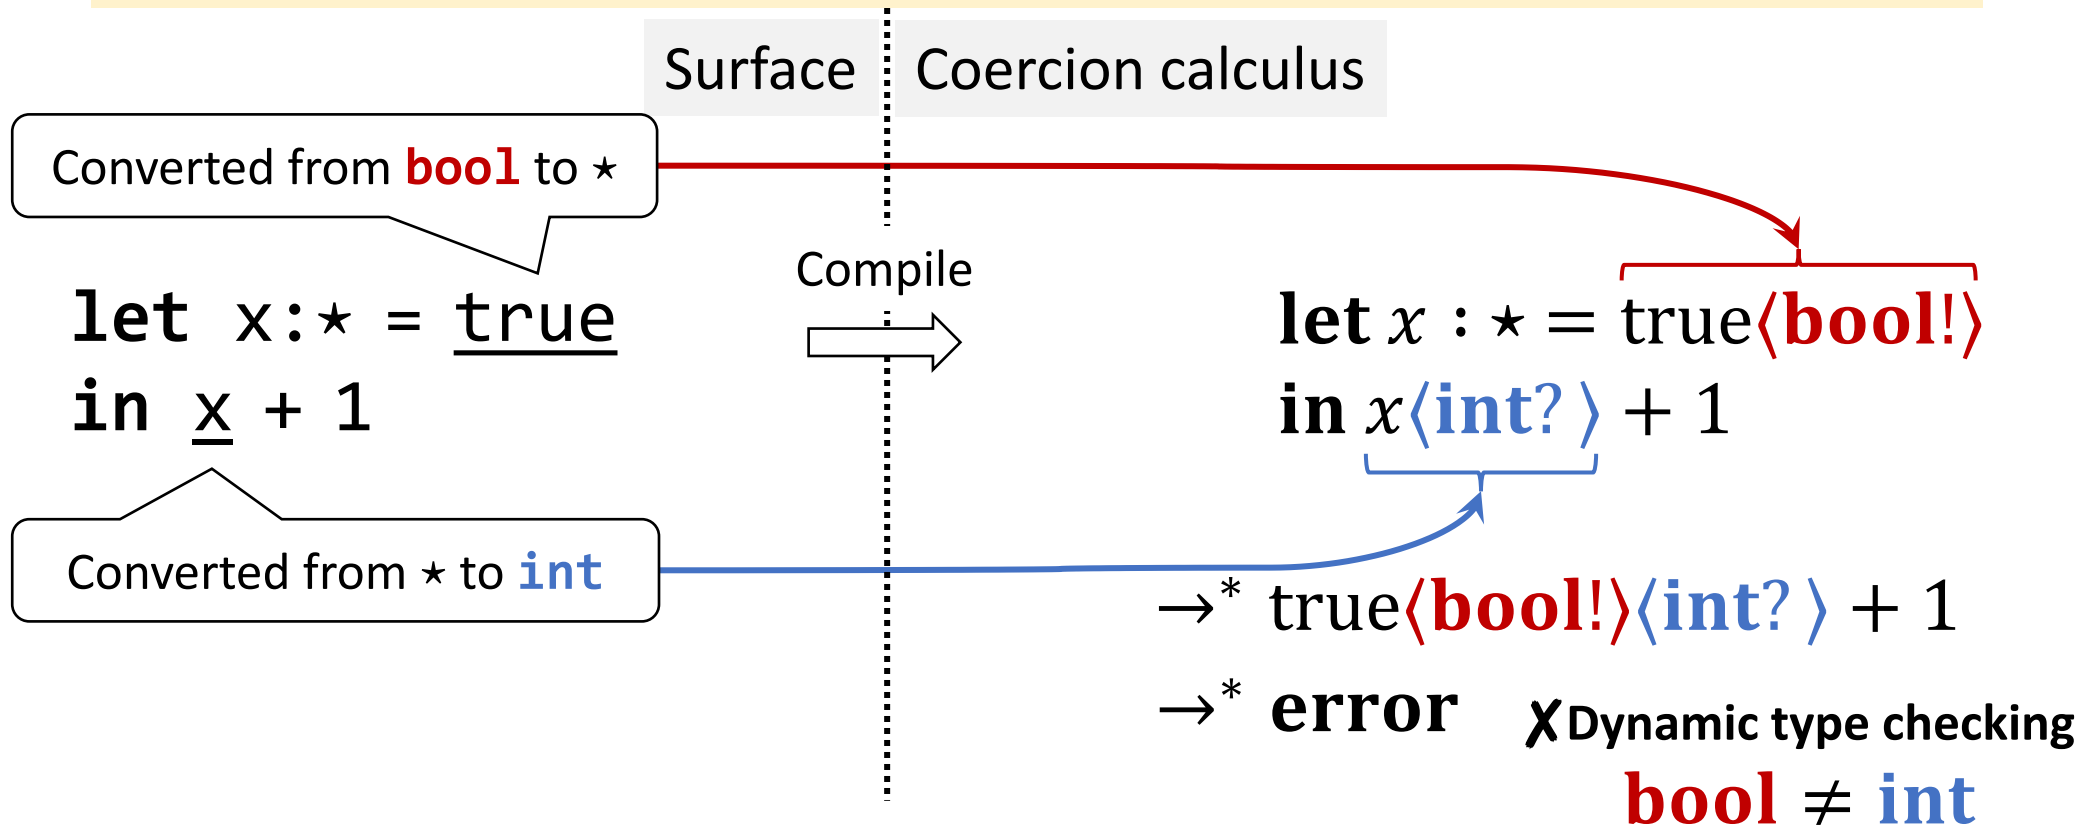 Surface
Coercion calculus
Converted from bool to ⋆
let x:⋆ = true
in x + 1
Converted from ⋆ to int
Compile
let x : ⋆ = true⟨bool!⟩
in x⟨int? ⟩ + 1
→* true⟨bool!⟩⟨int? ⟩ + 1
→* error
✗Dynamic type checking
bool ≠ int